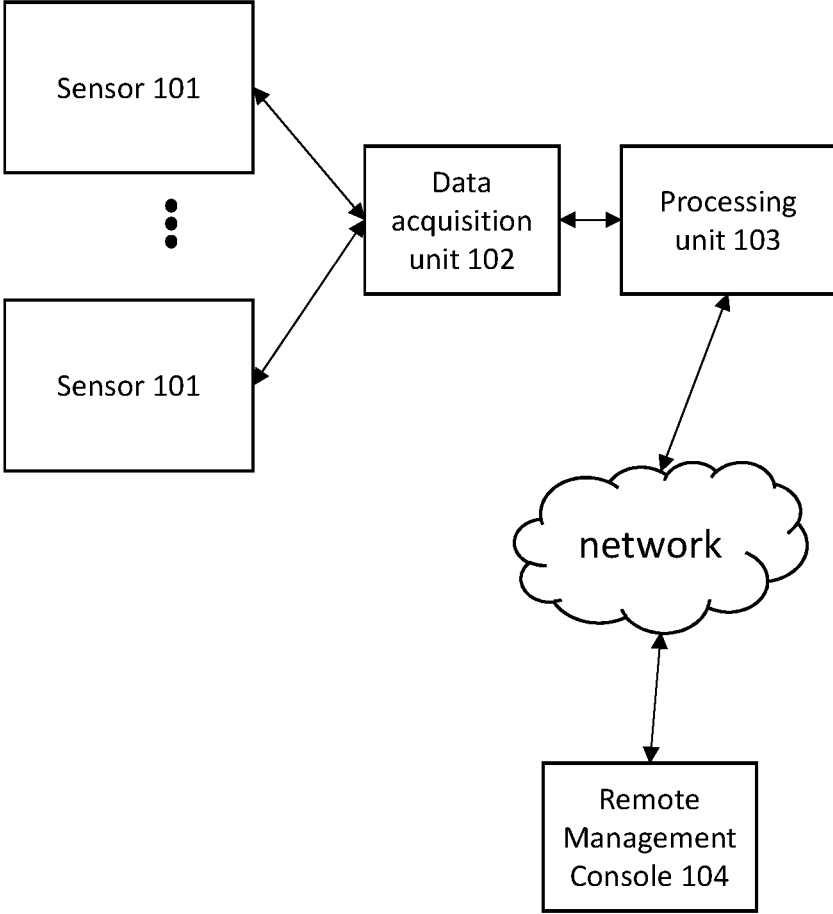 Sensor 101
Data
acquisition
unit 102
Processing
unit 103
Sensor 101
network
Remote
Management
Console 104